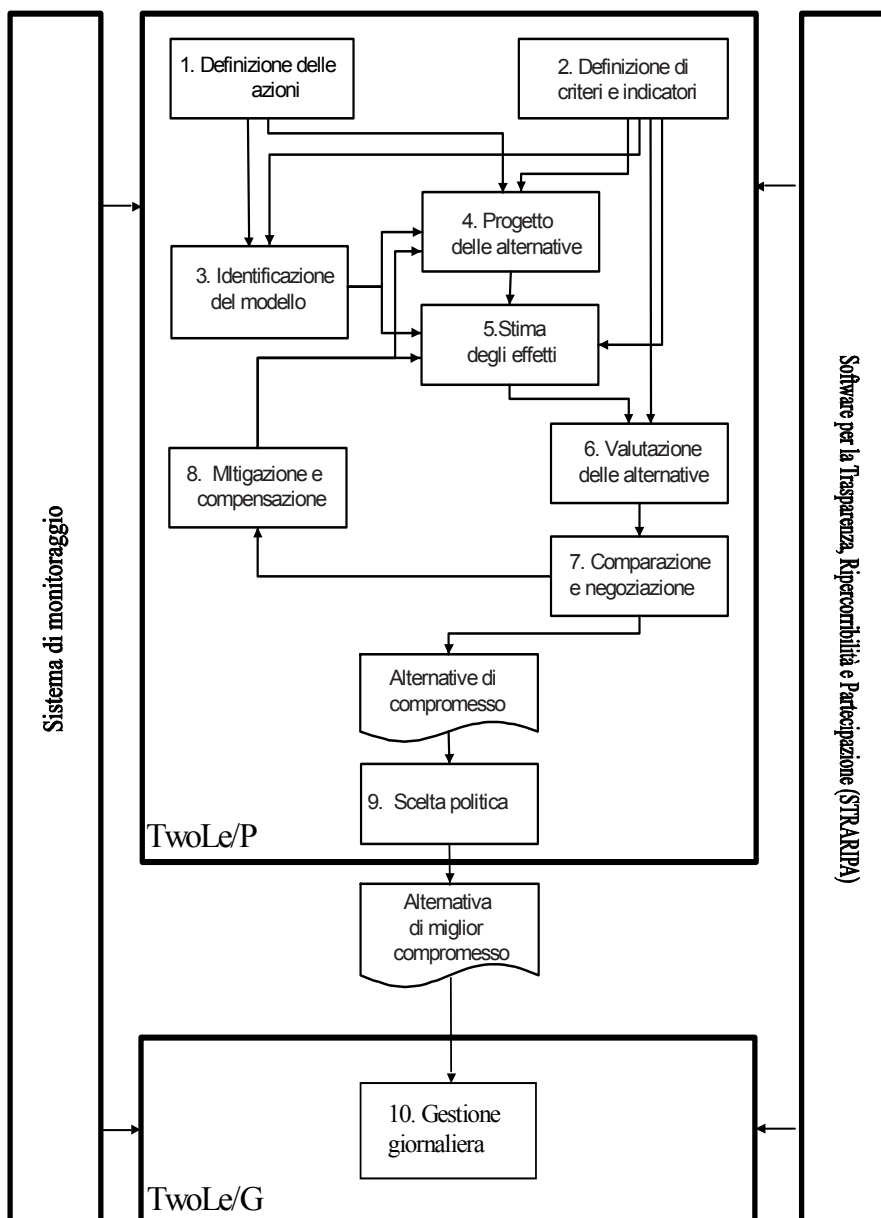 1. Definizione delle
azioni
2. Definizione di
criteri e indicatori
4. Progetto
delle alternative
3. Identificazione
del modello
5.Stima
degli effetti
6. Valutazione
delle alternative
8. MItigazione e
compensazione
7. Comparazione
e negoziazione
Alternative di
compromesso
9. Scelta politica
TwoLe/P
Alternativa
di miglior
compromesso
10. Gestione
giornaliera
TwoLe/G
Sistema di monitoraggio
Software per la Trasparenza, Ripercorribilità e Partecipazione (STRARIPA)